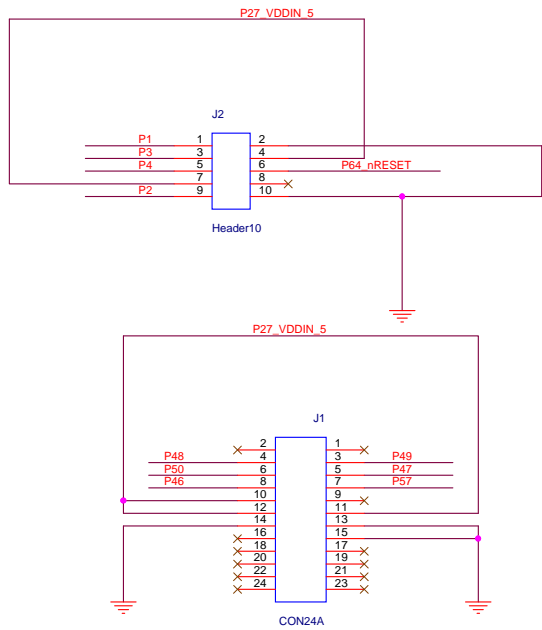 P27_VDDIN_5
J2
P1 1 2
P3 3 4
P4 5 6 P64_nRESET
7 8
P2 9 10
Header10
P27_VDDIN_5
J1
2 1
P48 4 3 P49
P50 6 5 P47
P46 8 7 P57
10 9
12 11
14 13
16 15
18 17
20 19
22 21
24 23
CON24A